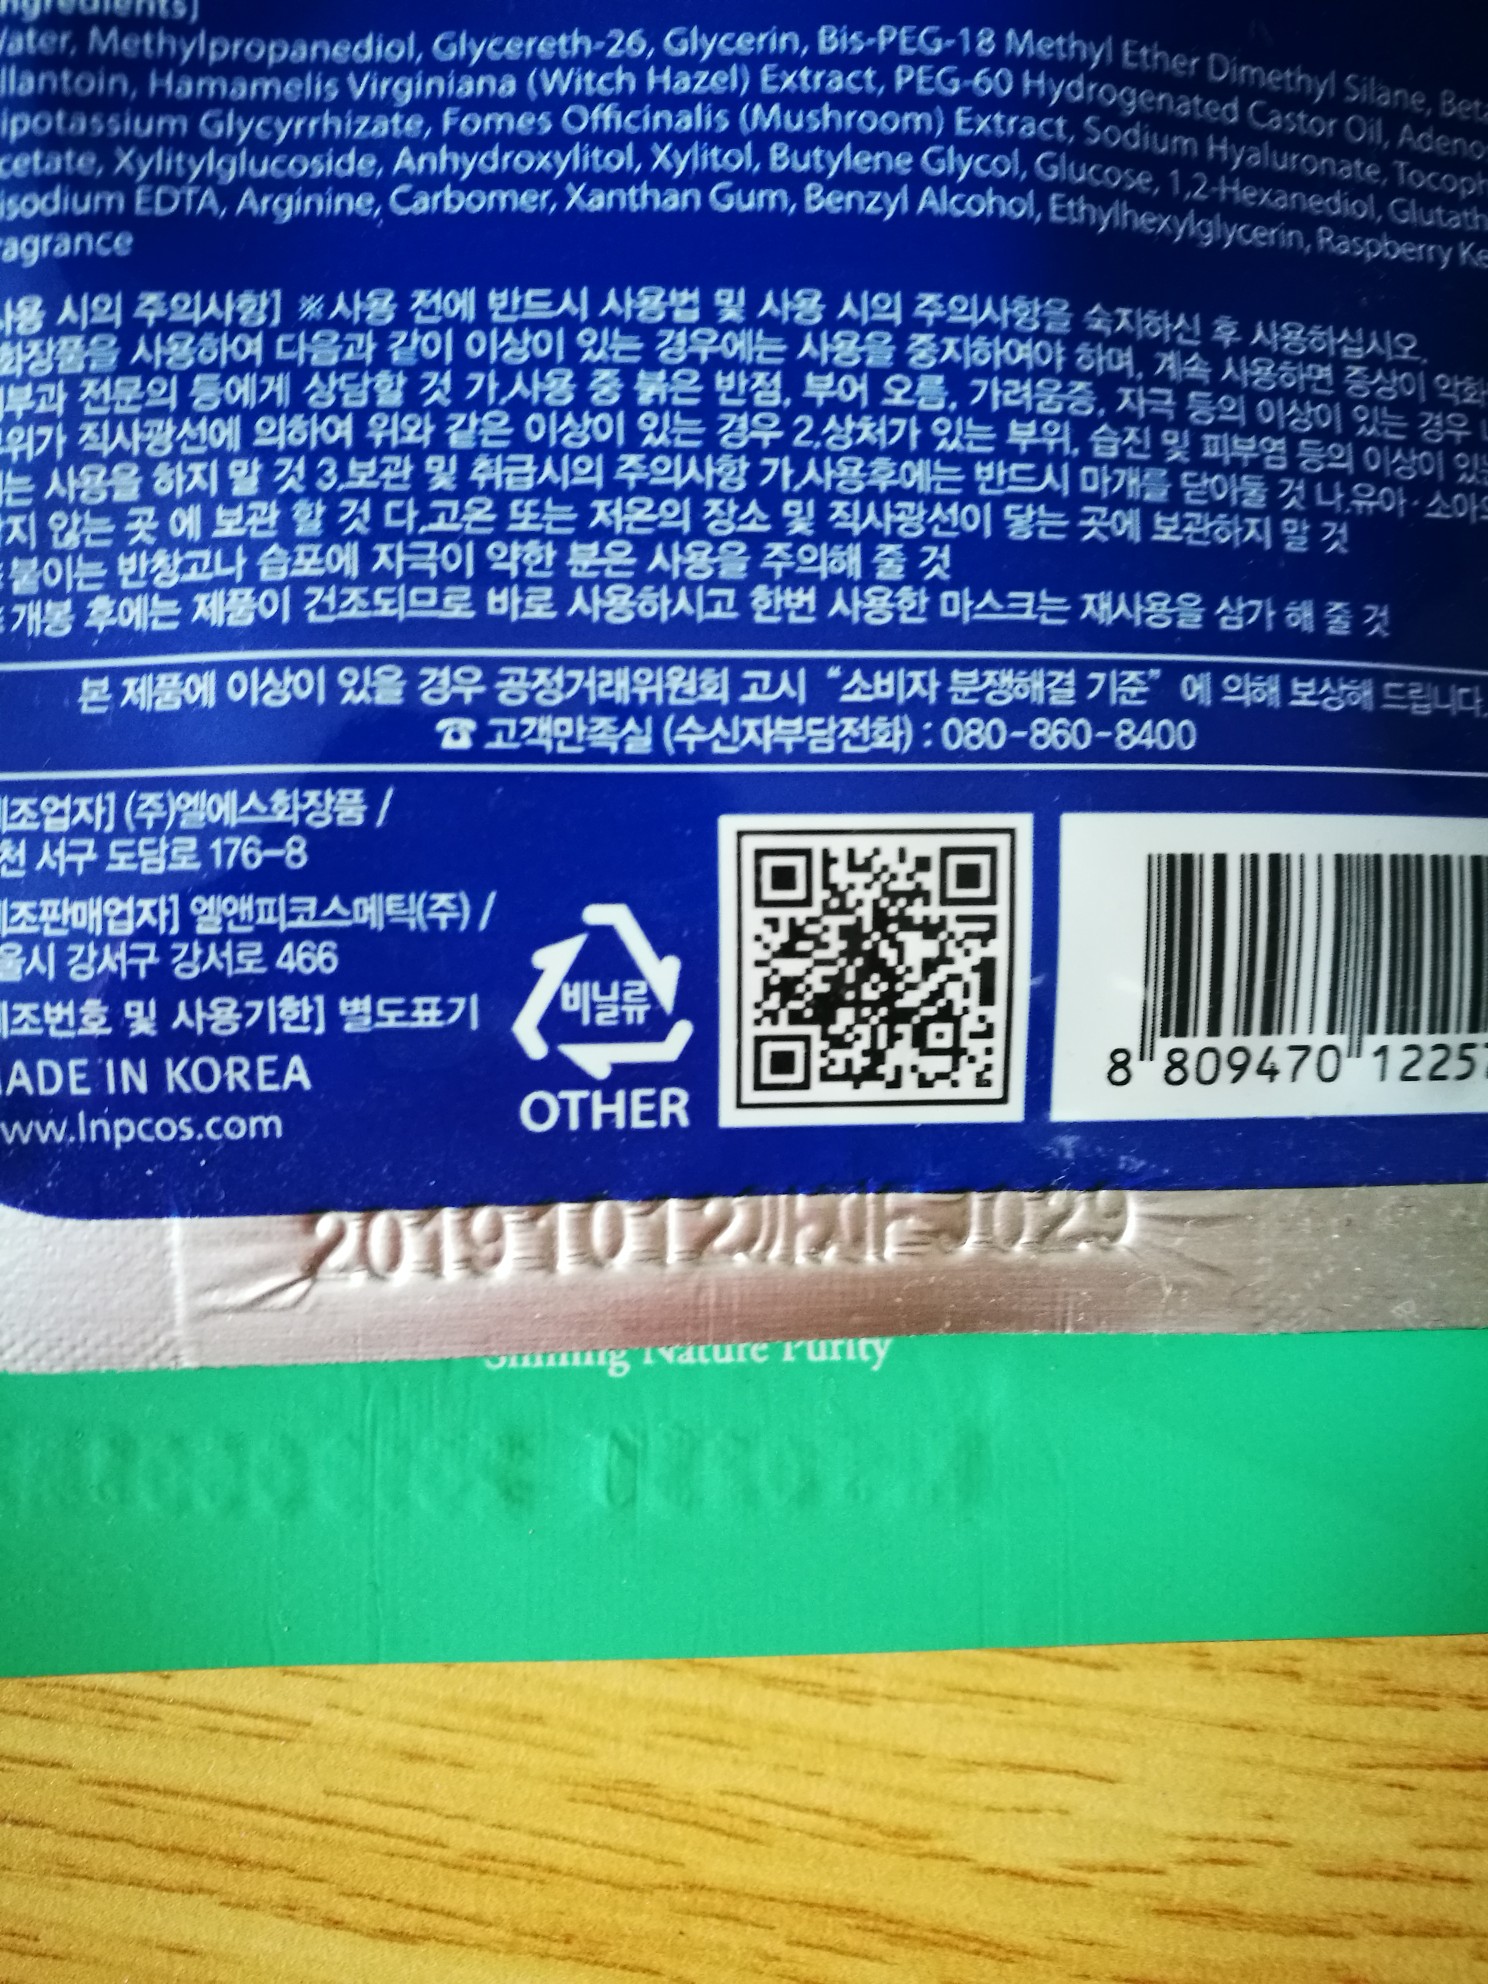 Methylpropanediol, Glycereth-26, Glycerin, Bis-PEG-18 Methyl Ether Dimethyl Silane,
Hamamelis Virginiana (Witch Hazel) Extract, PEG-60 Hydrogenated Castor Oil,
Glycyrrhizate, Fomes Officinalis (Mushroom) Extract, Sodium Hyaluronate,
Xylitylglucoside, Anhydroxylitol, Xylitol, Butylene Glycol, Glucose, 1,2-Hexanediol,
EDTA, Arginine, Carbomer, Xanthan Gum, Benzyl Alcohol, Ethylhexylglycerin, Raspberry
agrance
사용 시의 주의사항] ※사용 전에 반드시 사용법 및 사용 시의 주의사항을 숙지하신 후 사용하십시오.
화장품을 사용하여 다음과 같이 이상이 있는 경우에는 사용을 중지하여야 하며, 계속 사용하면 증상이 악화
부과 전문의 등에게 상담할 것 가.사용 중 붉은 반점, 부어 오름, 가려움증, 자극 등의 이상이 있는 경우
위가 직사광선에 의하여 위와 같은 이상이 있는 경우 2.상처가 있는 부위, 습진 및 피부염 등의 이상이 있
는 사용을 하지 말 것 3.보관 및 취급시의 주의사항 가.사용후에는 반드시 마개를 닫아둘 것 나.유아·소아
지 않는 곳 에 보관 할 것 다.고온 또는 저온의 장소 및 직사광선이 닿는 곳에 보관하지 말 것
붙이는 반창고나 습포에 자극이 약한 분은 사용을 주의해 줄 것
개봉 후에는 제품이 건조되므로 바로 사용하시고 한번 사용한 마스크는 재사용을 삼가 해 줄 것
본 제품에 이상이 있을 경우 공정거래위원회 고시 “소비자 분쟁해결 기준” 에 의해 보상해 드립니다.
☎ 고객만족실 (수신자부담전화) : 080-860-8400
조업자] (주)엘에스화장품 /
천 서구 도담로 176-8
조판매업자] 엘앤피코스메틱(주) /
울시 강서구 강서로 466
조번호 및 사용기한] 별도표기
ADE IN KOREA
ww.lnpcos.com
비닐류
OTHER
8 809470 12257
20191012
Shining Nature Purity